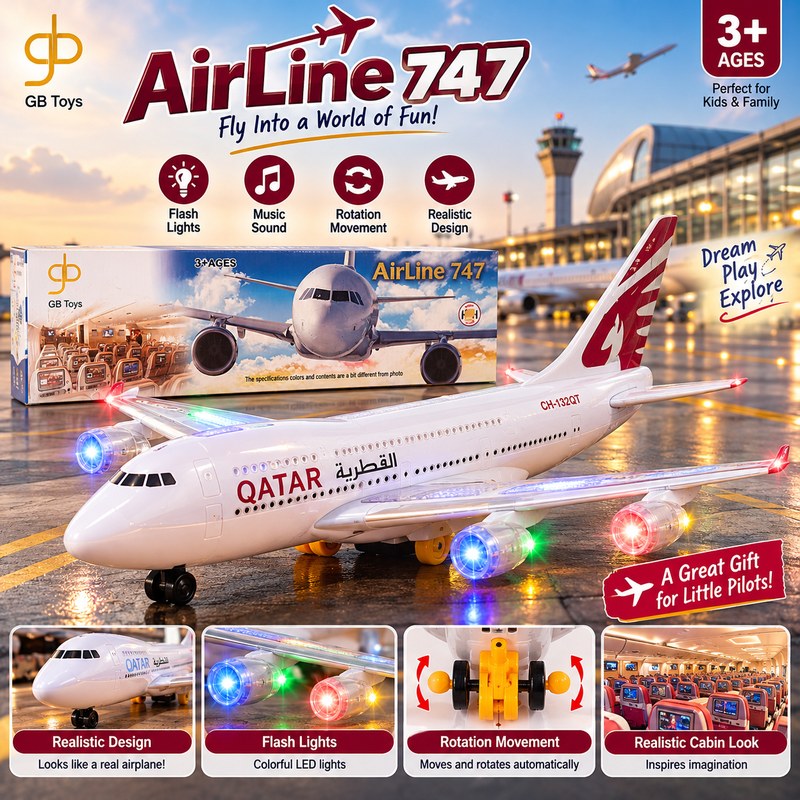 GB Toys
AirLine 747
Fly Into a World of Fun!
3+
AGES
Perfect for
Kids & Family
Flash
Lights
Music
Sound
Rotation
Movement
Realistic
Design
Dream
Play
Explore
GB Toys
3+AGES
AirLine 747
The specifications colors and contents are a bit different from photo
CH-132QT
QATAR القطرية
A Great Gift
for Little Pilots!
QATAR القطرية
Realistic Design
Looks like a real airplane!
Flash Lights
Colorful LED lights
Rotation Movement
Moves and rotates automatically
Realistic Cabin Look
Inspires imagination